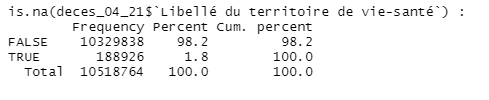 is.na(deces_04_21$`Libellé du territoire de vie-santé`) :
Frequency Percent Cum. percent
FALSE 10329838 98.2 98.2
TRUE 188926 1.8 100.0
Total 10518764 100.0 100.0